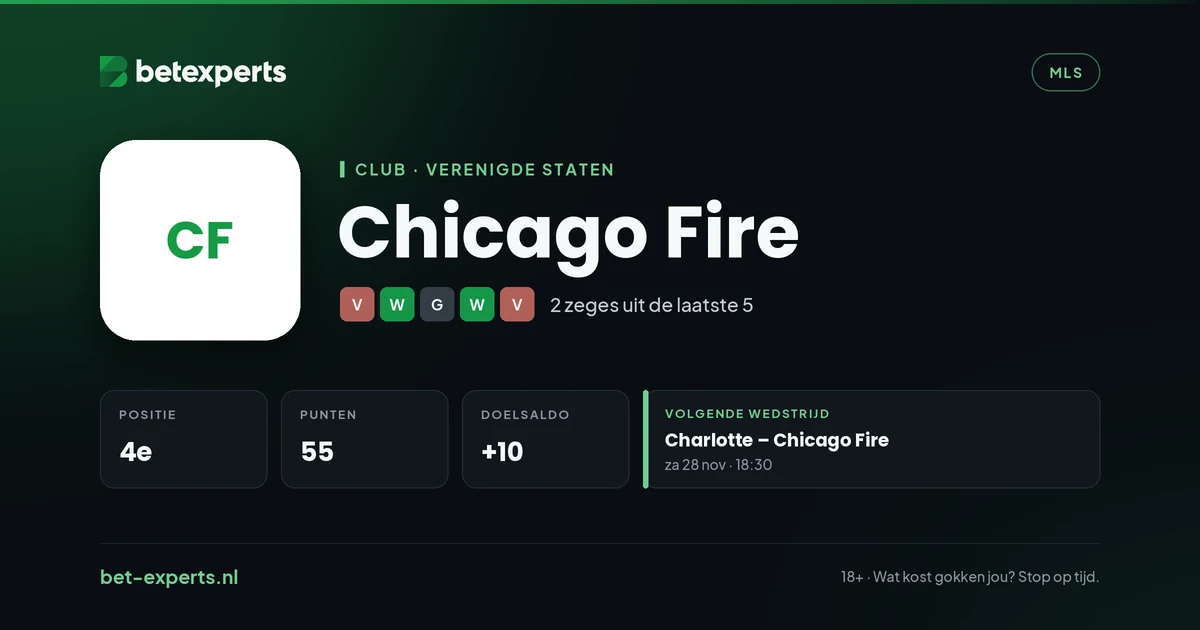 betexperts
MLS
CF
CLUB · VERENIGDE STATEN
Chicago Fire
V W G W V 2 zeges uit de laatste 5
POSITIE
4e
PUNTEN
55
DOELSALDO
+10
VOLGENDE WEDSTRIJD
Charlotte – Chicago Fire
za 28 nov · 18:30
bet-experts.nl
18+ · Wat kost gokken jou? Stop op tijd.